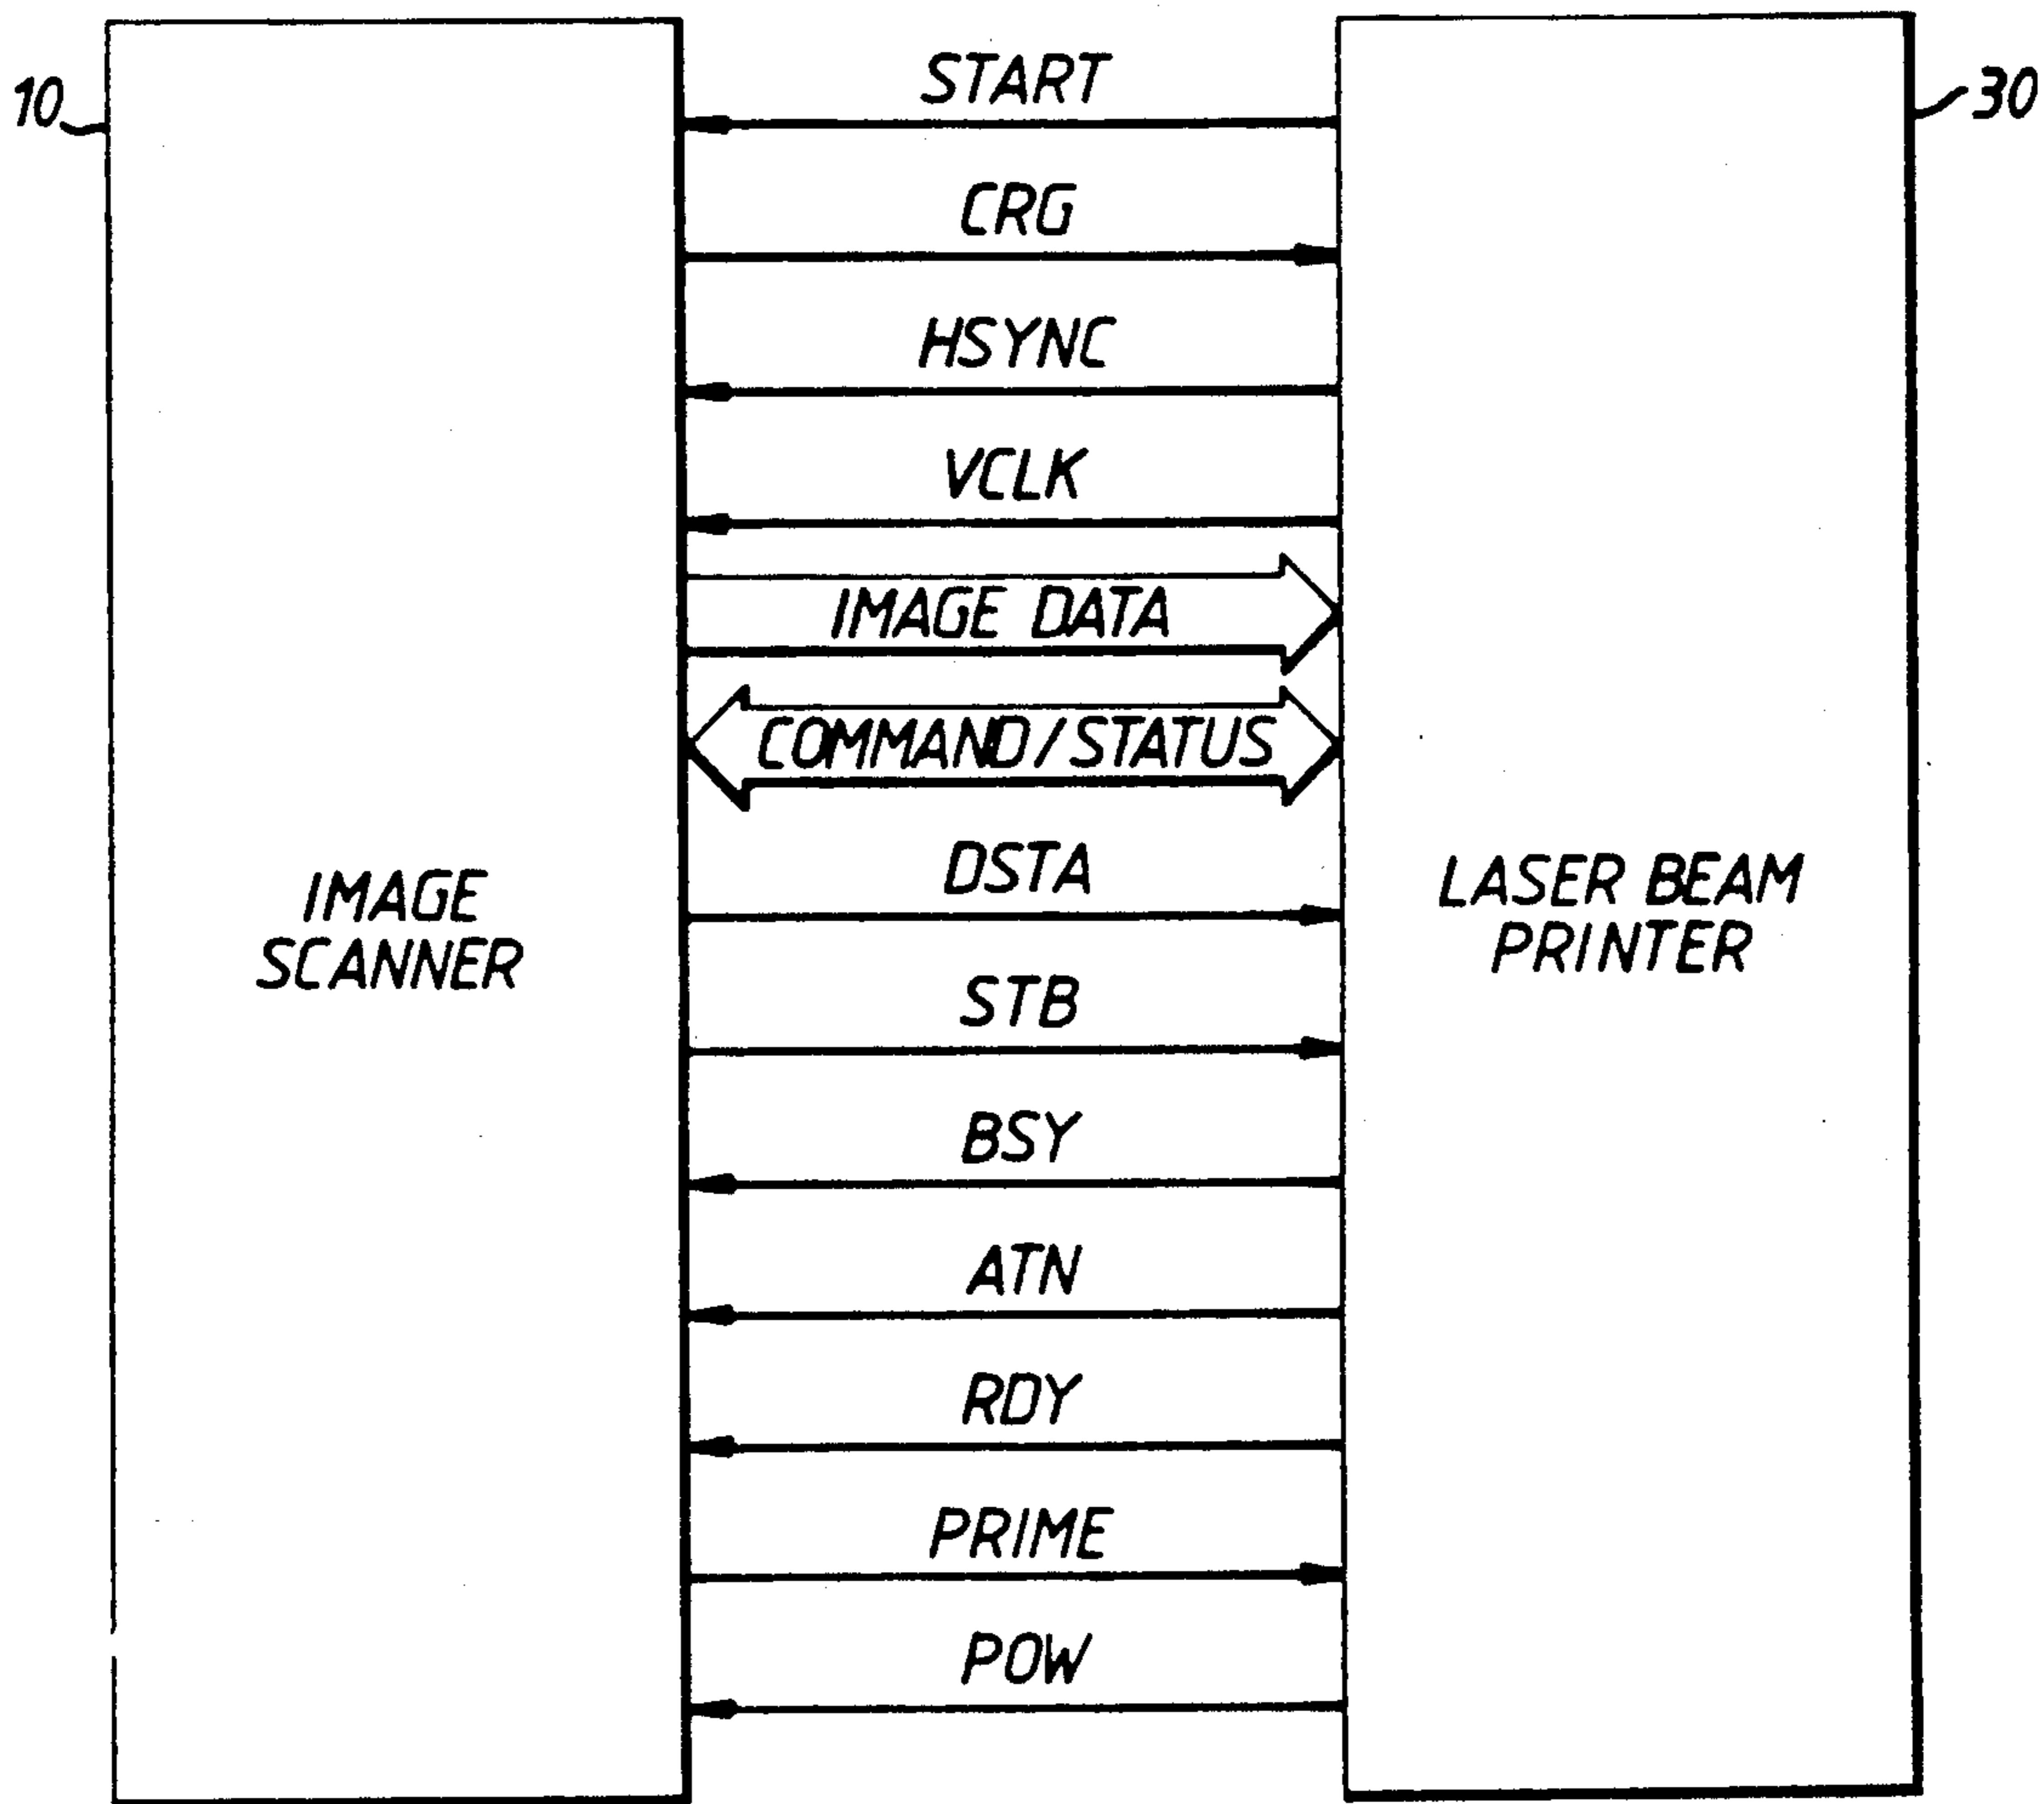 START
10
30
CRG
HSYNC
VCLK
IMAGE DATA
COMMAND/STATUS
DSTA
IMAGE
SCANNER
LASER BEAM
PRINTER
STB
BSY
ATN
RDY
PRIME
POW